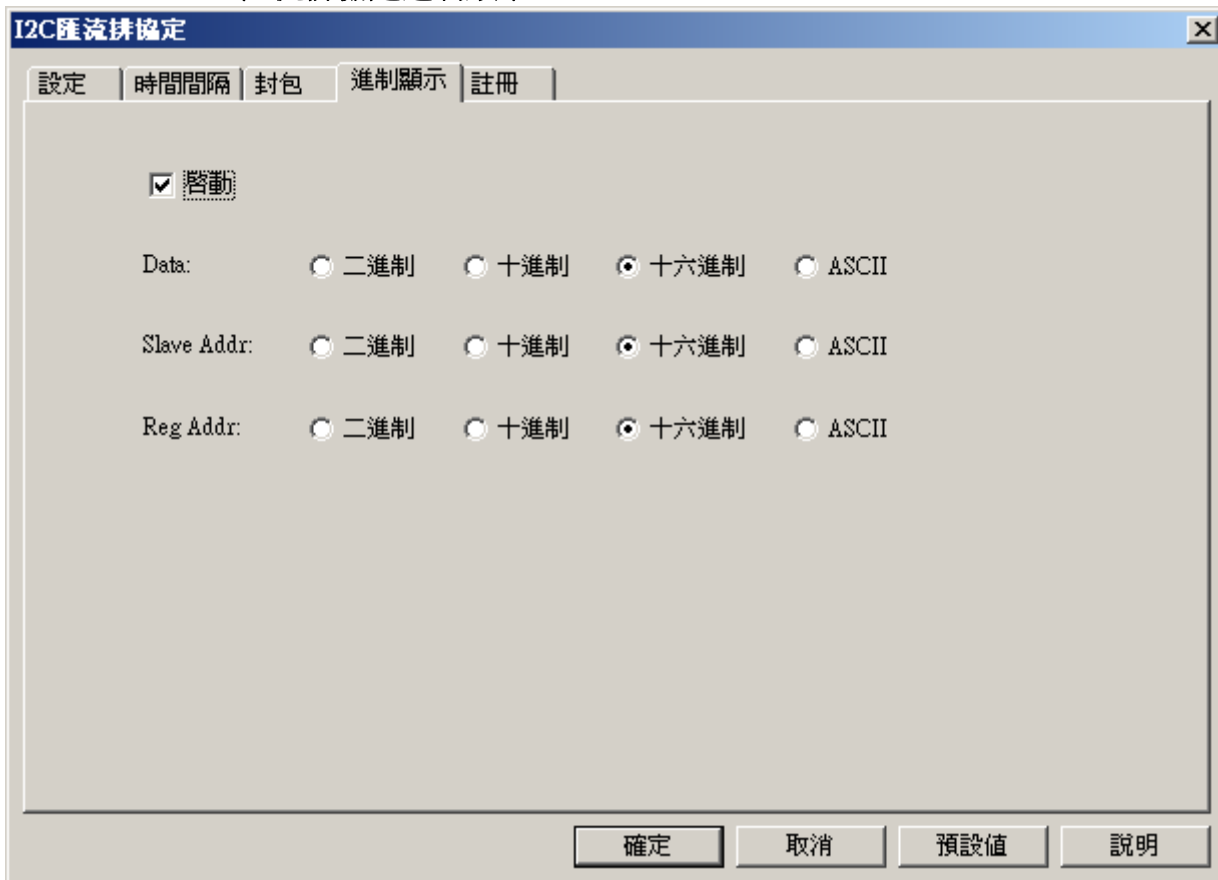 I2C匯流排協定
設定 時間間隔 封包 進制顯示 註冊
啓動
Data: 二進制 十進制 十六進制 ASCII
Slave Addr: 二進制 十進制 十六進制 ASCII
Reg Addr: 二進制 十進制 十六進制 ASCII
確定 取消 預設值 說明